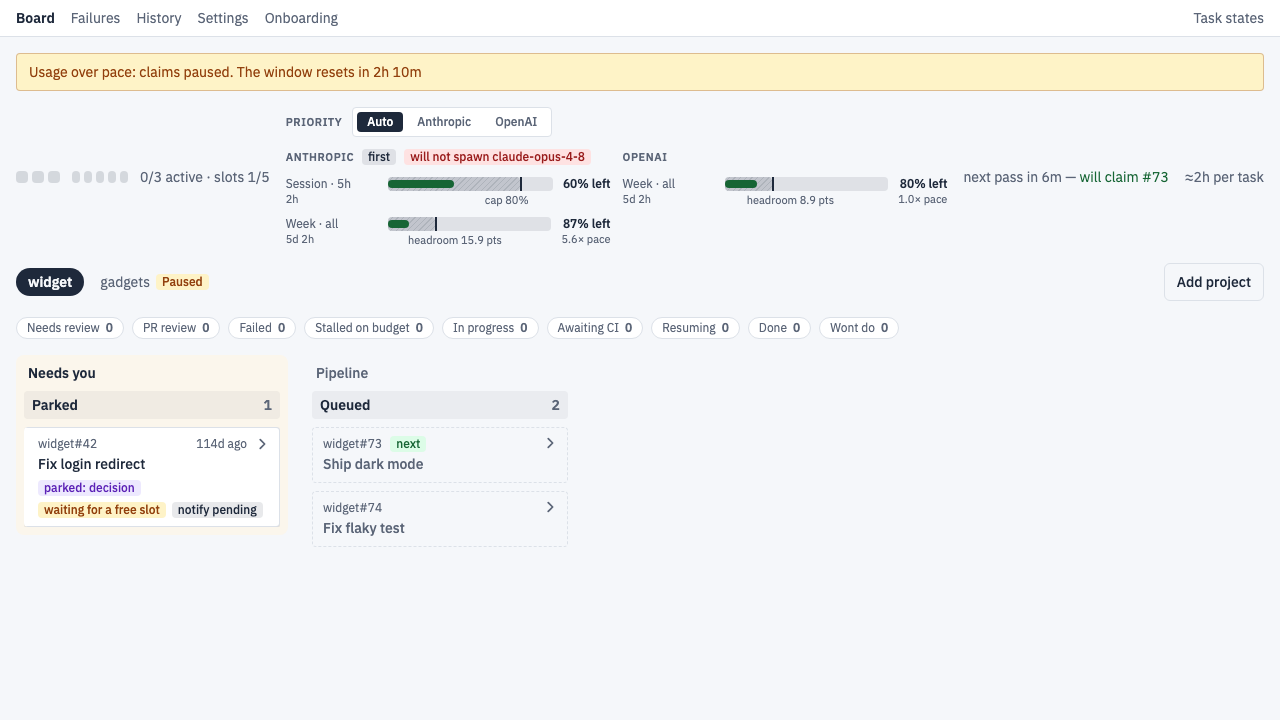 Board Failures History Settings Onboarding Task states
Usage over pace: claims paused. The window resets in 2h 10m
PRIORITY Auto Anthropic OpenAI
0/3 active · slots 1/5
ANTHROPIC first will not spawn claude-opus-4-8
Session · 5h 60% left
2h cap 80%
Week · all 87% left
5d 2h headroom 15.9 pts 5.6× pace
OPENAI
Week · all 80% left
5d 2h headroom 8.9 pts 1.0× pace
next pass in 6m — will claim #73 ≈2h per task
widget gadgets Paused Add project
Needs review 0 PR review 0 Failed 0 Stalled on budget 0 In progress 0 Awaiting CI 0 Resuming 0 Done 0 Wont do 0
Needs you
Parked 1
widget#42 114d ago
Fix login redirect
parked: decision
waiting for a free slot notify pending
Pipeline
Queued 2
widget#73 next
Ship dark mode
widget#74
Fix flaky test